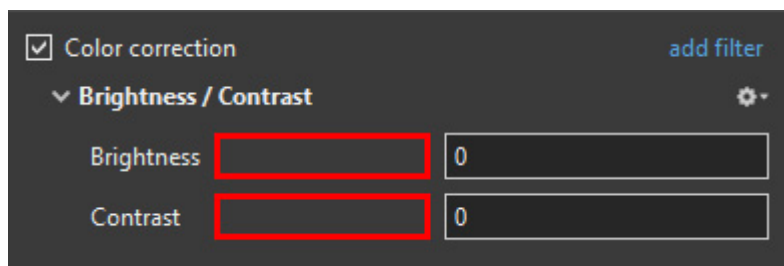 Color correction add filter
Brightness / Contrast
Brightness 0
Contrast 0